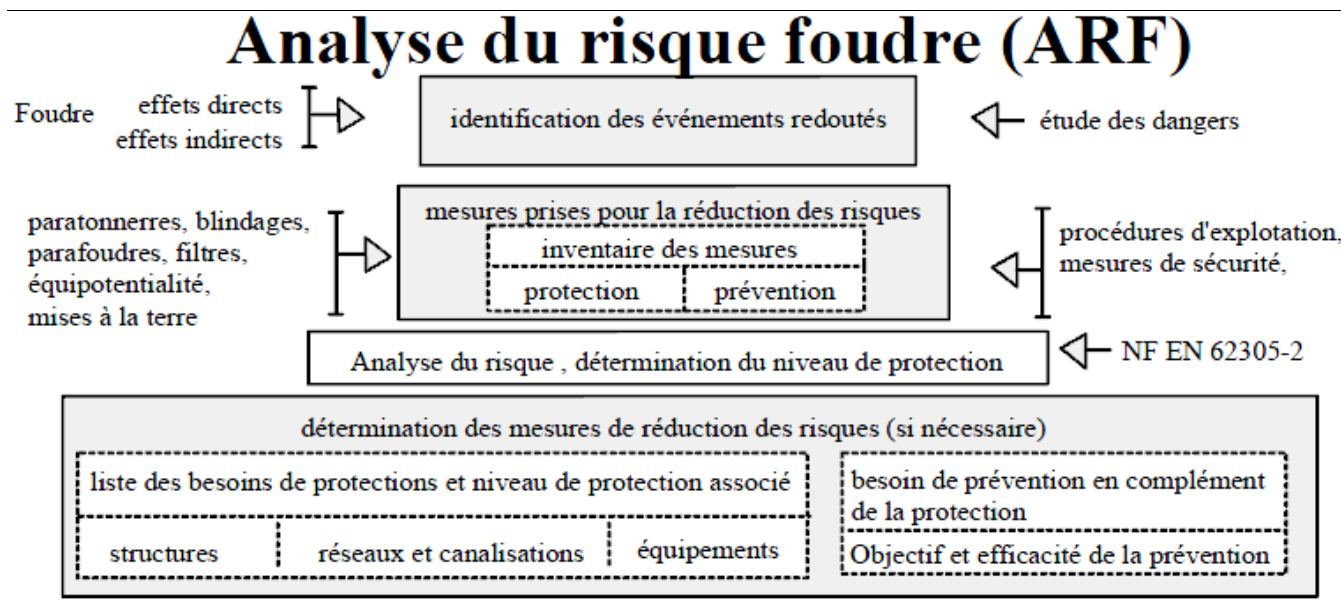 Analyse du risque foudre (ARF)
Foudre
effets directs
effets indirects
identification des événements redoutés
étude des dangers
paratonnerres, blindages,
parafoudres, filtres,
équipotentialité,
mises à la terre
mesures prises pour la réduction des risques
inventaire des mesures
protection
prévention
procédures d'explotation,
mesures de sécurité,
Analyse du risque , détermination du niveau de protection
NF EN 62305-2
détermination des mesures de réduction des risques (si nécessaire)
liste des besoins de protections et niveau de protection associé
structures
réseaux et canalisations
équipements
besoin de prévention en complément
de la protection
Objectif et efficacité de la prévention